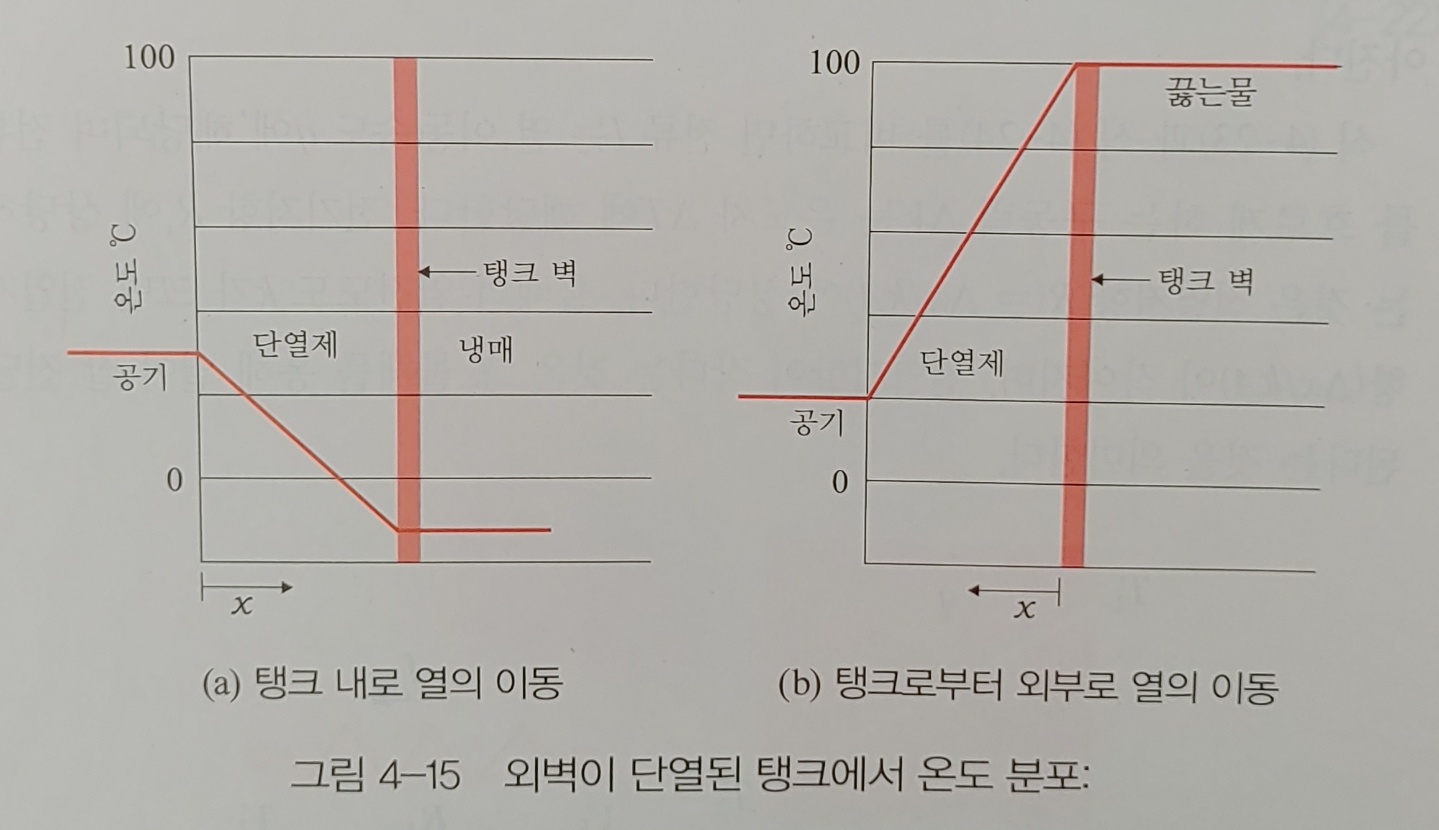 100
온도 ℃
탱크 벽
단열제
냉매
공기
0
x
(a) 탱크 내로 열의 이동
100
끓는물
온도 ℃
탱크 벽
단열제
공기
0
x
(b) 탱크로부터 외부로 열의 이동
그림 4-15 외벽이 단열된 탱크에서 온도 분포: